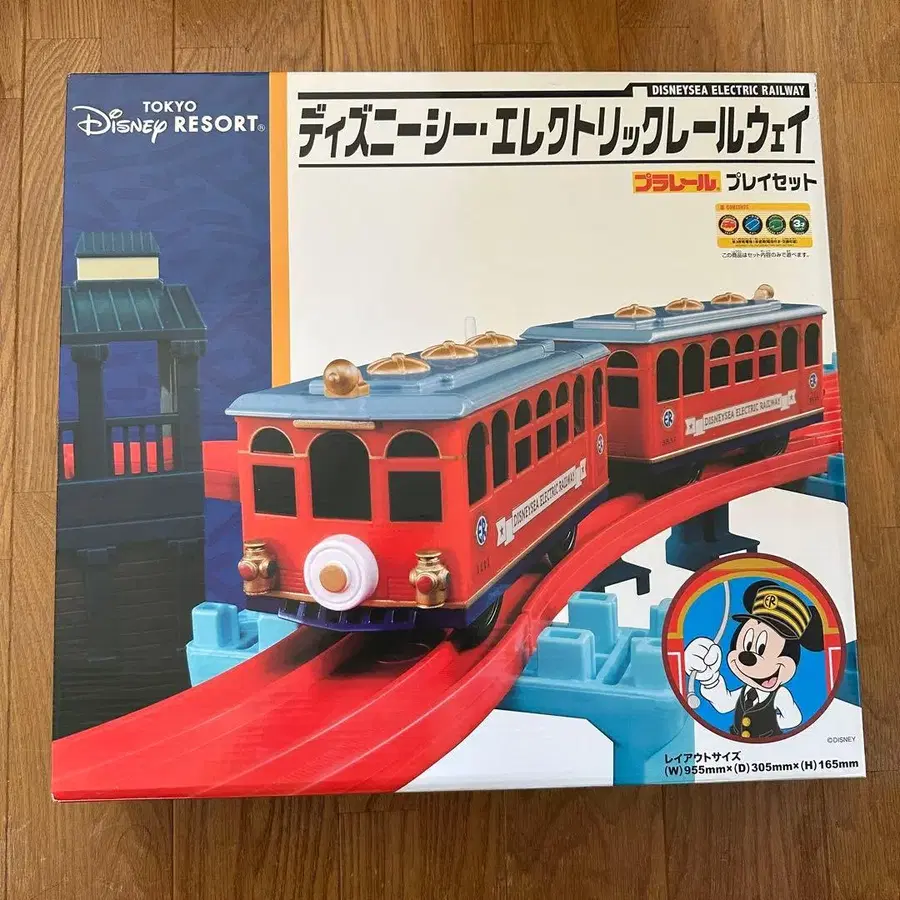 TOKYO
Disney RESORT®
DISNEYSEA ELECTRIC RAILWAY
ディズニーシー・エレクトリックレールウェイ
プラレール® プレイセット
この商品はセット内容のみで遊べます。
DISNEYSEA ELECTRIC RAILWAY
DISNEYSEA ELECTRIC RAILWAY
ER
©DISNEY
レイアウトサイズ
(W)955mm×(D)305mm×(H)165mm